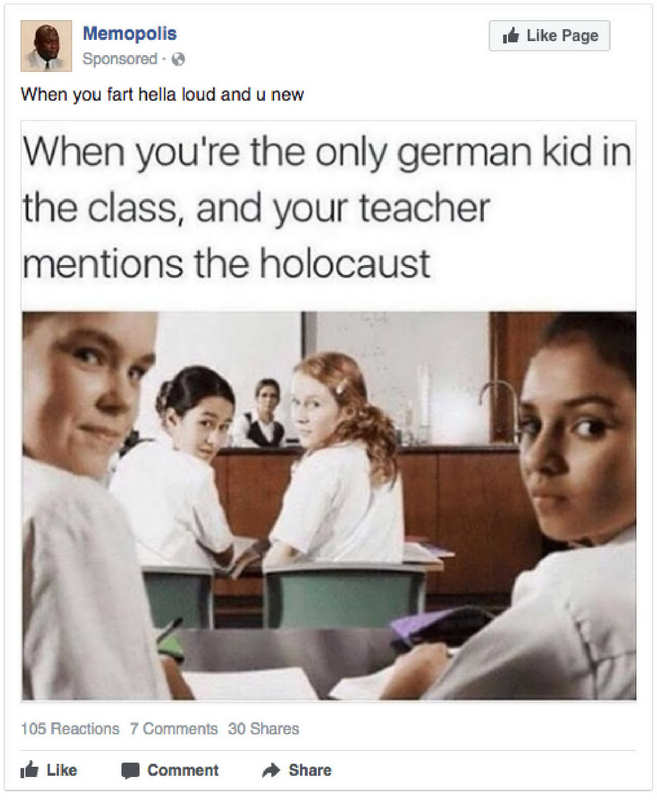 Memopolis
Like Page
Sponsored ·
When you fart hella loud and u new
When you're the only german kid in
the class, and your teacher
mentions the holocaust
105 Reactions 7 Comments 30 Shares
Like Comment Share